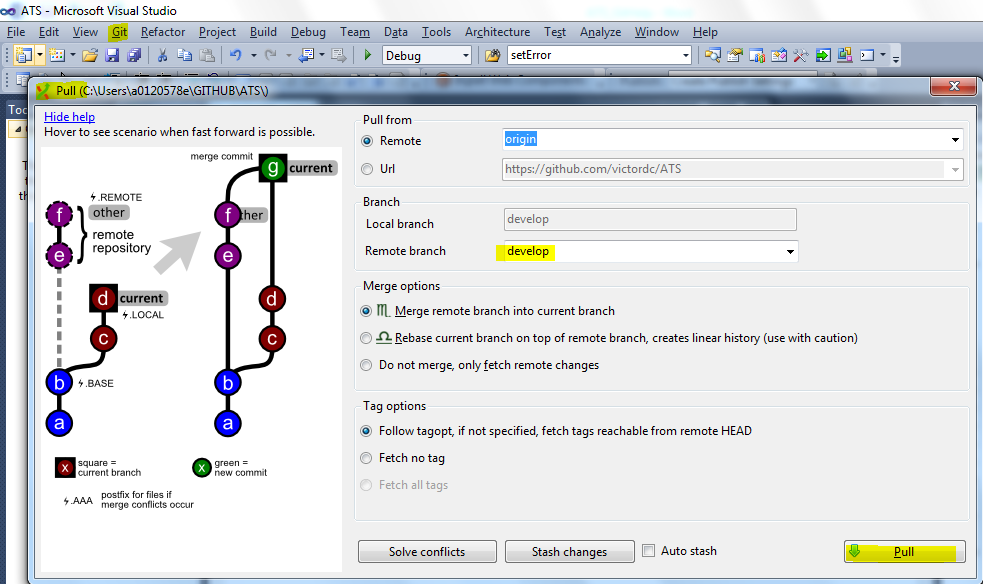 ATS - Microsoft Visual Studio
File Edit View Git Refactor Project Build Debug Team Data Tools Architecture Test Analyze Window Help
Debug setError
Pull (C:\Users\a0120578e\GITHUB\ATS\)
Too
Hide help
Hover to see scenario when fast forward is possible.
merge commit
g current
.REMOTE
f other
f ther
remote
repository
e
e
d current
d
.LOCAL
c
c
b .BASE
b
a
a
x square =
current branch
x green =
new commit
.AAA postfix for files if
merge conflicts occur
Pull from
Remote origin
Url https://github.com/victordc/ATS
Branch
Local branch develop
Remote branch develop
Merge options
Merge remote branch into current branch
Rebase current branch on top of remote branch, creates linear history (use with caution)
Do not merge, only fetch remote changes
Tag options
Follow tagopt, if not specified, fetch tags reachable from remote HEAD
Fetch no tag
Fetch all tags
Solve conflicts Stash changes Auto stash Pull